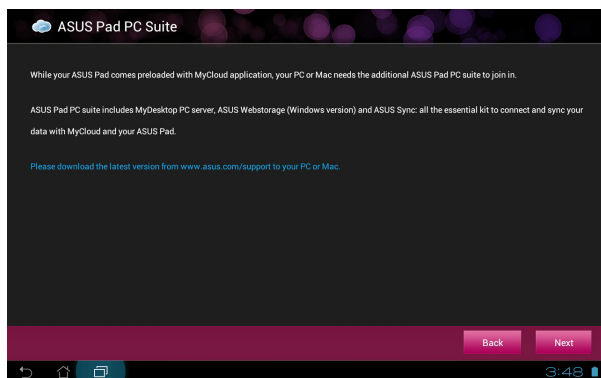 ASUS Pad PC Suite
While your ASUS Pad comes preloaded with MyCloud application, your PC or Mac needs the additional ASUS Pad PC suite to join in.
ASUS Pad PC suite includes MyDesktop PC server, ASUS Webstorage (Windows version) and ASUS Sync: all the essential kit to connect and sync your
data with MyCloud and your ASUS Pad.
Please download the latest version from www.asus.com/support to your PC or Mac.
Back Next
3:48